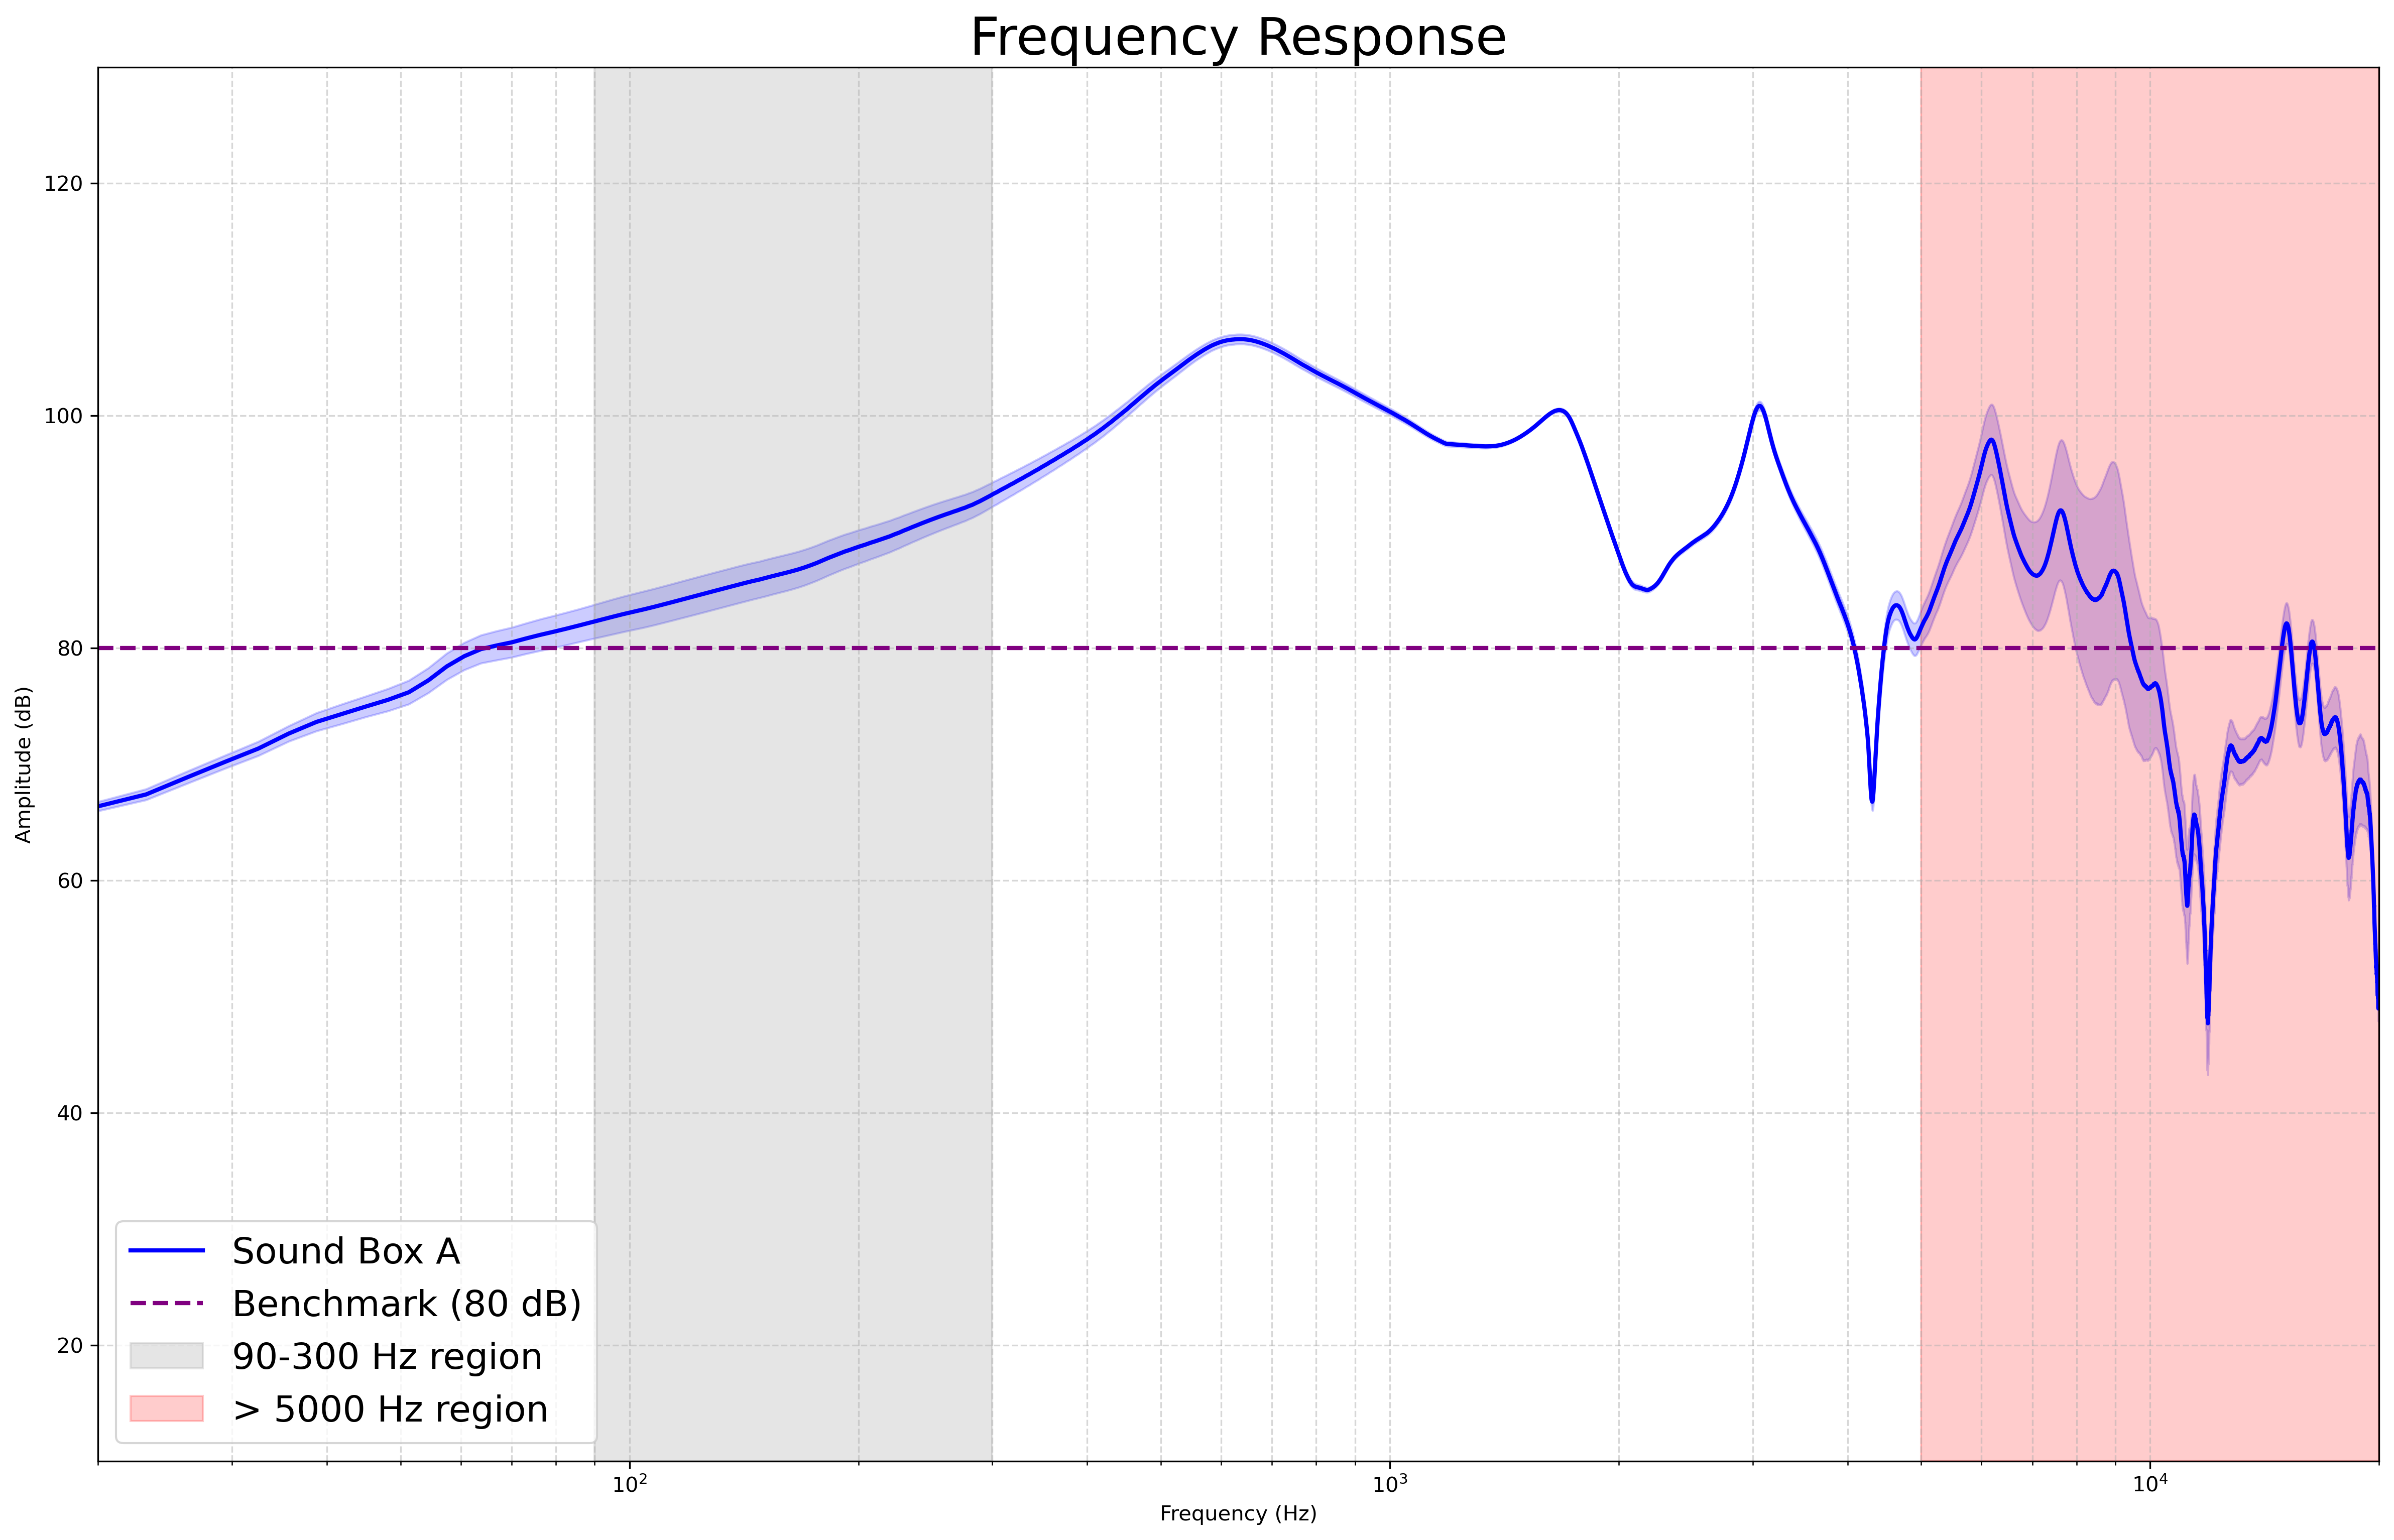 Frequency Response
Amplitude (dB)
120
100
80
60
40
20
Sound Box A
Benchmark (80 dB)
90-300 Hz region
> 5000 Hz region
10² 10³ 10⁴
Frequency (Hz)